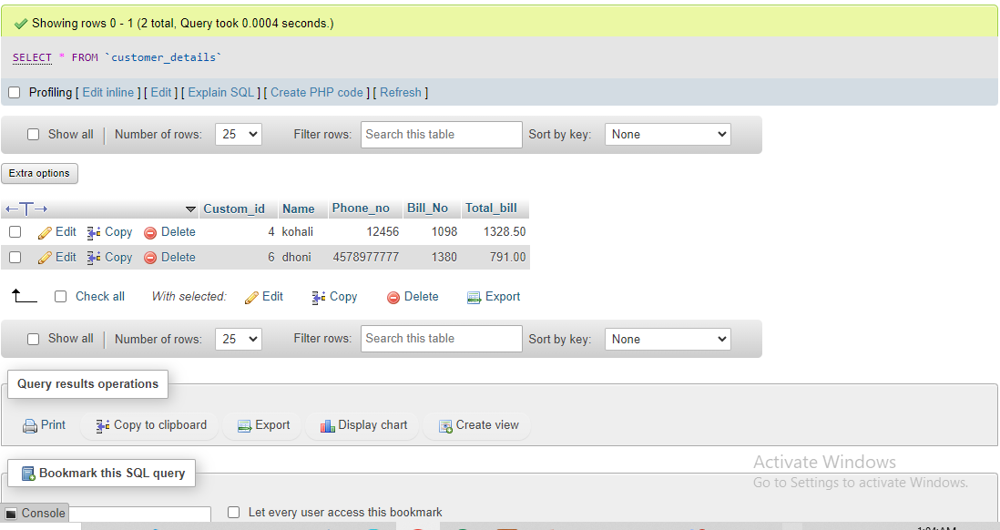 Showing rows 0 - 1 (2 total, Query took 0.0004 seconds.)
SELECT * FROM `customer_details`
Profiling [ Edit inline ] [ Edit ] [ Explain SQL ] [ Create PHP code ] [ Refresh ]
Show all Number of rows: 25 Filter rows: Search this table Sort by key: None
Extra options
Custom_id Name Phone_no Bill_No Total_bill
Edit Copy Delete 4 kohali 12456 1098 1328.50
Edit Copy Delete 6 dhoni 4578977777 1380 791.00
Check all With selected: Edit Copy Delete Export
Show all Number of rows: 25 Filter rows: Search this table Sort by key: None
Query results operations
Print Copy to clipboard Export Display chart Create view
Activate Windows
Bookmark this SQL query
Go to Settings to activate Windows.
Console Let every user access this bookmark